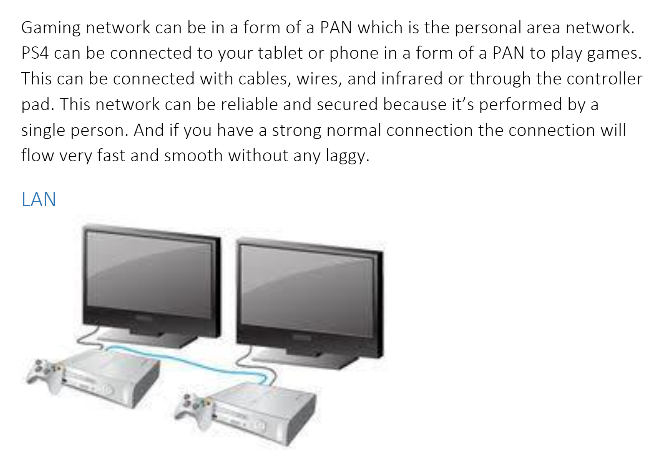 Gaming network can be in a form of a PAN which is the personal area network.
PS4 can be connected to your tablet or phone in a form of a PAN to play games.
This can be connected with cables, wires, and infrared or through the controller
pad. This network can be reliable and secured because it’s performed by a
single person. And if you have a strong normal connection the connection will
flow very fast and smooth without any laggy.
LAN